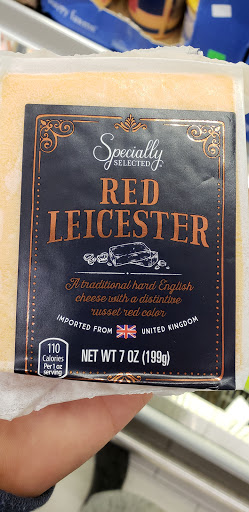 Specially
SELECTED
RED
LEICESTER
A traditional hard English
cheese with a distintive
russet red color
IMPORTED FROM UNITED KINGDOM
110
Calories
Per 1 oz
serving
NET WT 7 OZ (199g)